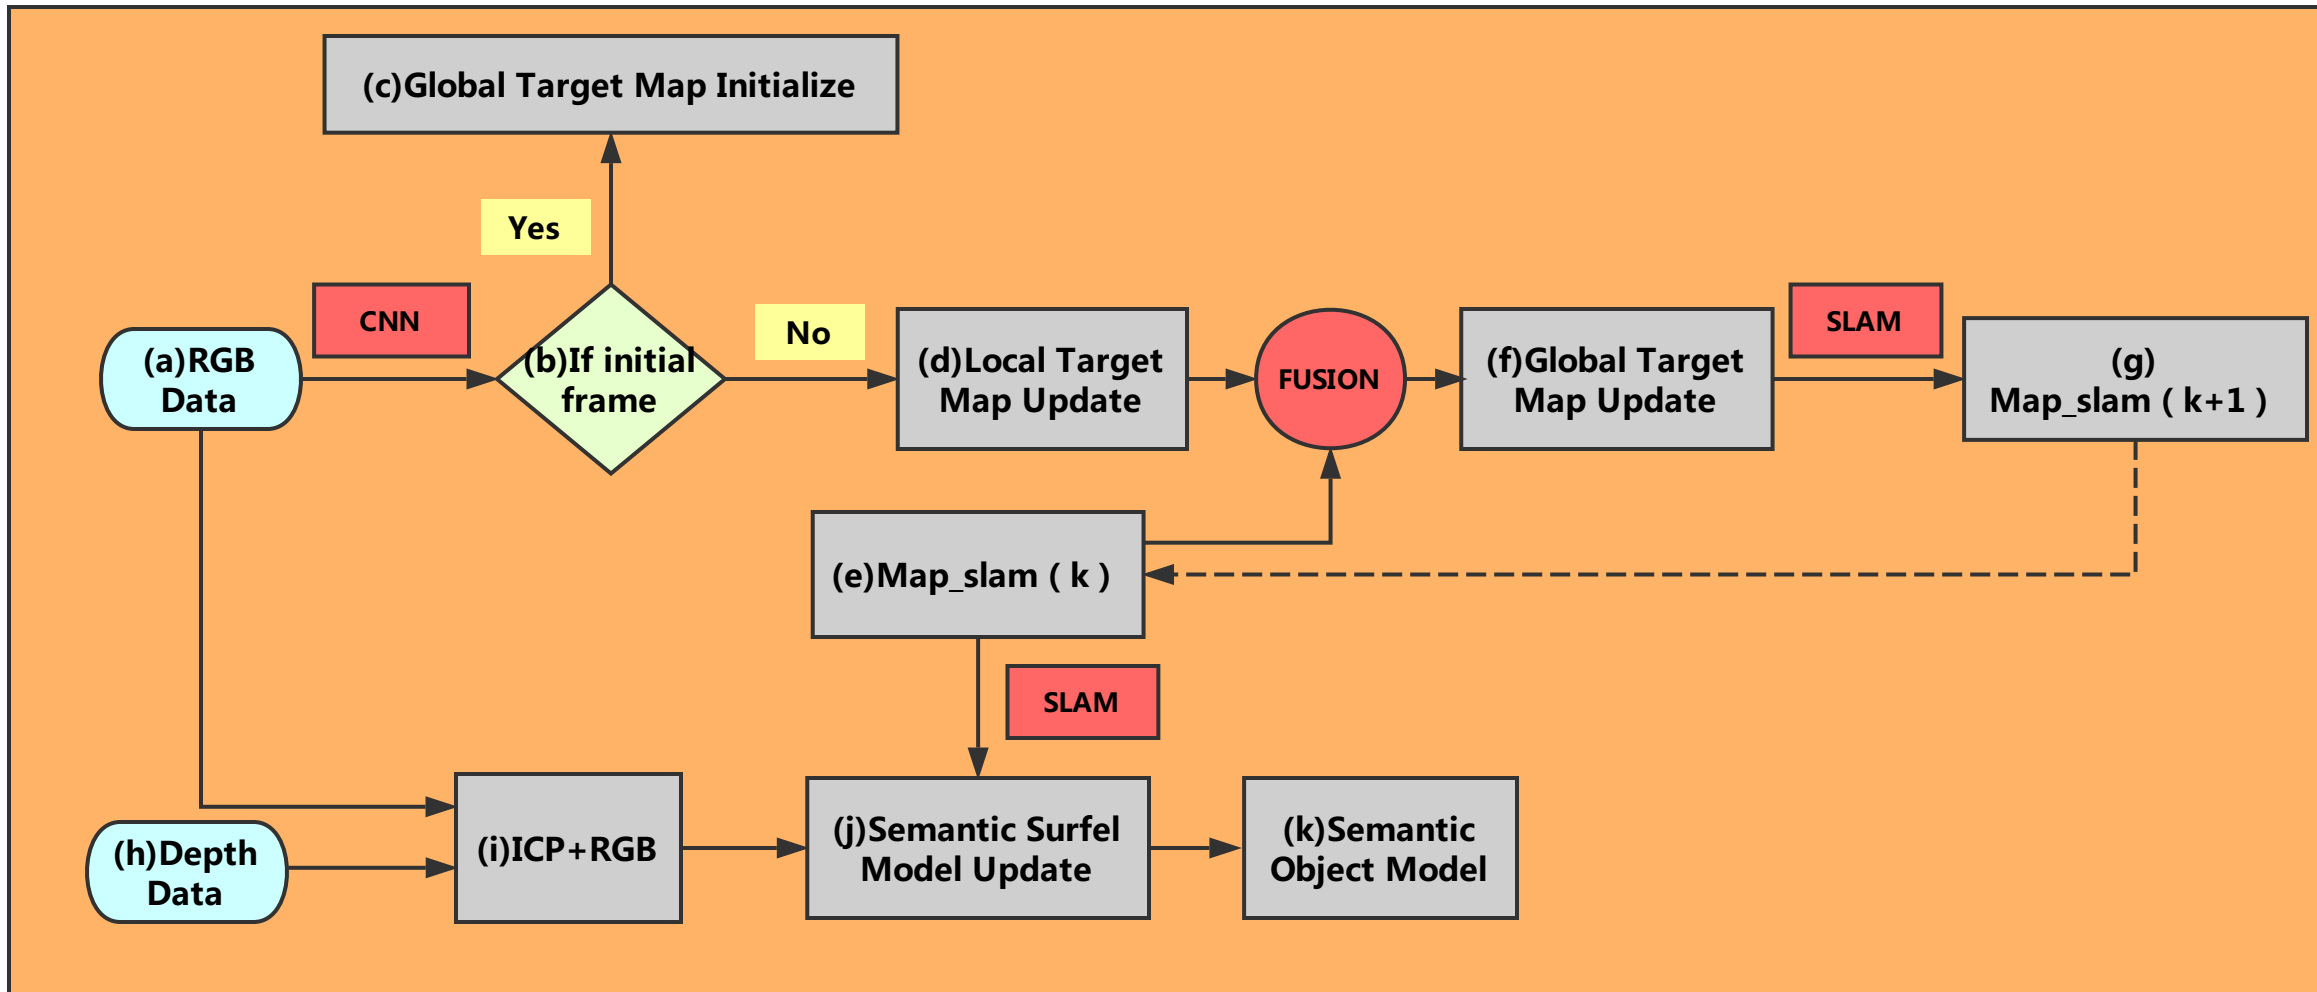 (c)Global Target Map Initialize
Yes
CNN
No
SLAM
(a)RGB
Data
(b)If initial
frame
(d)Local Target
Map Update
FUSION
(f)Global Target
Map Update
(g)
Map_slam ( k+1 )
(e)Map_slam ( k )
SLAM
(h)Depth
Data
(i)ICP+RGB
(j)Semantic Surfel
Model Update
(k)Semantic
Object Model